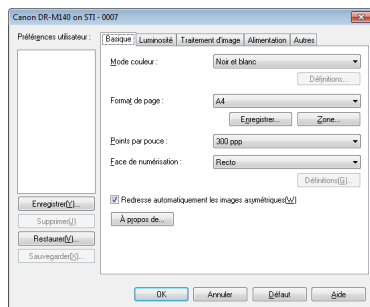 Canon DR-M140 on STI - 0007
Préférences utilisateur :
Basique Luminosité Traitement d'image Alimentation Autres
Mode couleur : Noir et blanc
Définitions...
Format de page : A4
Enregistrer... Zone...
Points par pouce : 300 ppp
Face de numérisation : Recto
Définitions(G)...
Redresse automatiquement les images asymétriques(W)
À propos de...
Enregistrer(Y)...
Supprimer(J)
Restaurer(V)...
Sauvegarder(X)...
OK Annuler Défaut Aide